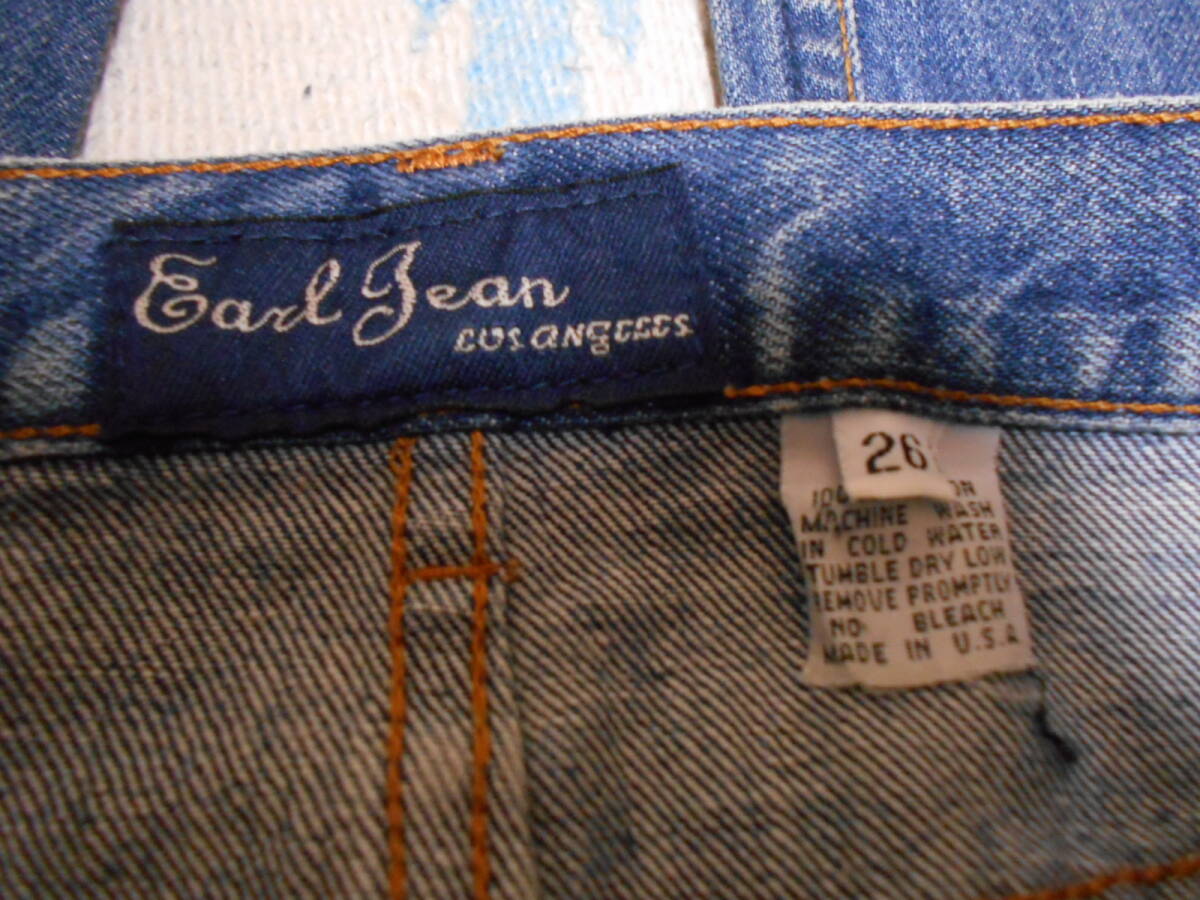 Earl Jean
LOS ANGELES
26
MACHINE WASH
IN COLD WATER
TUMBLE DRY LOW
REMOVE PROMPTLY
NO BLEACH
MADE IN U.S.A